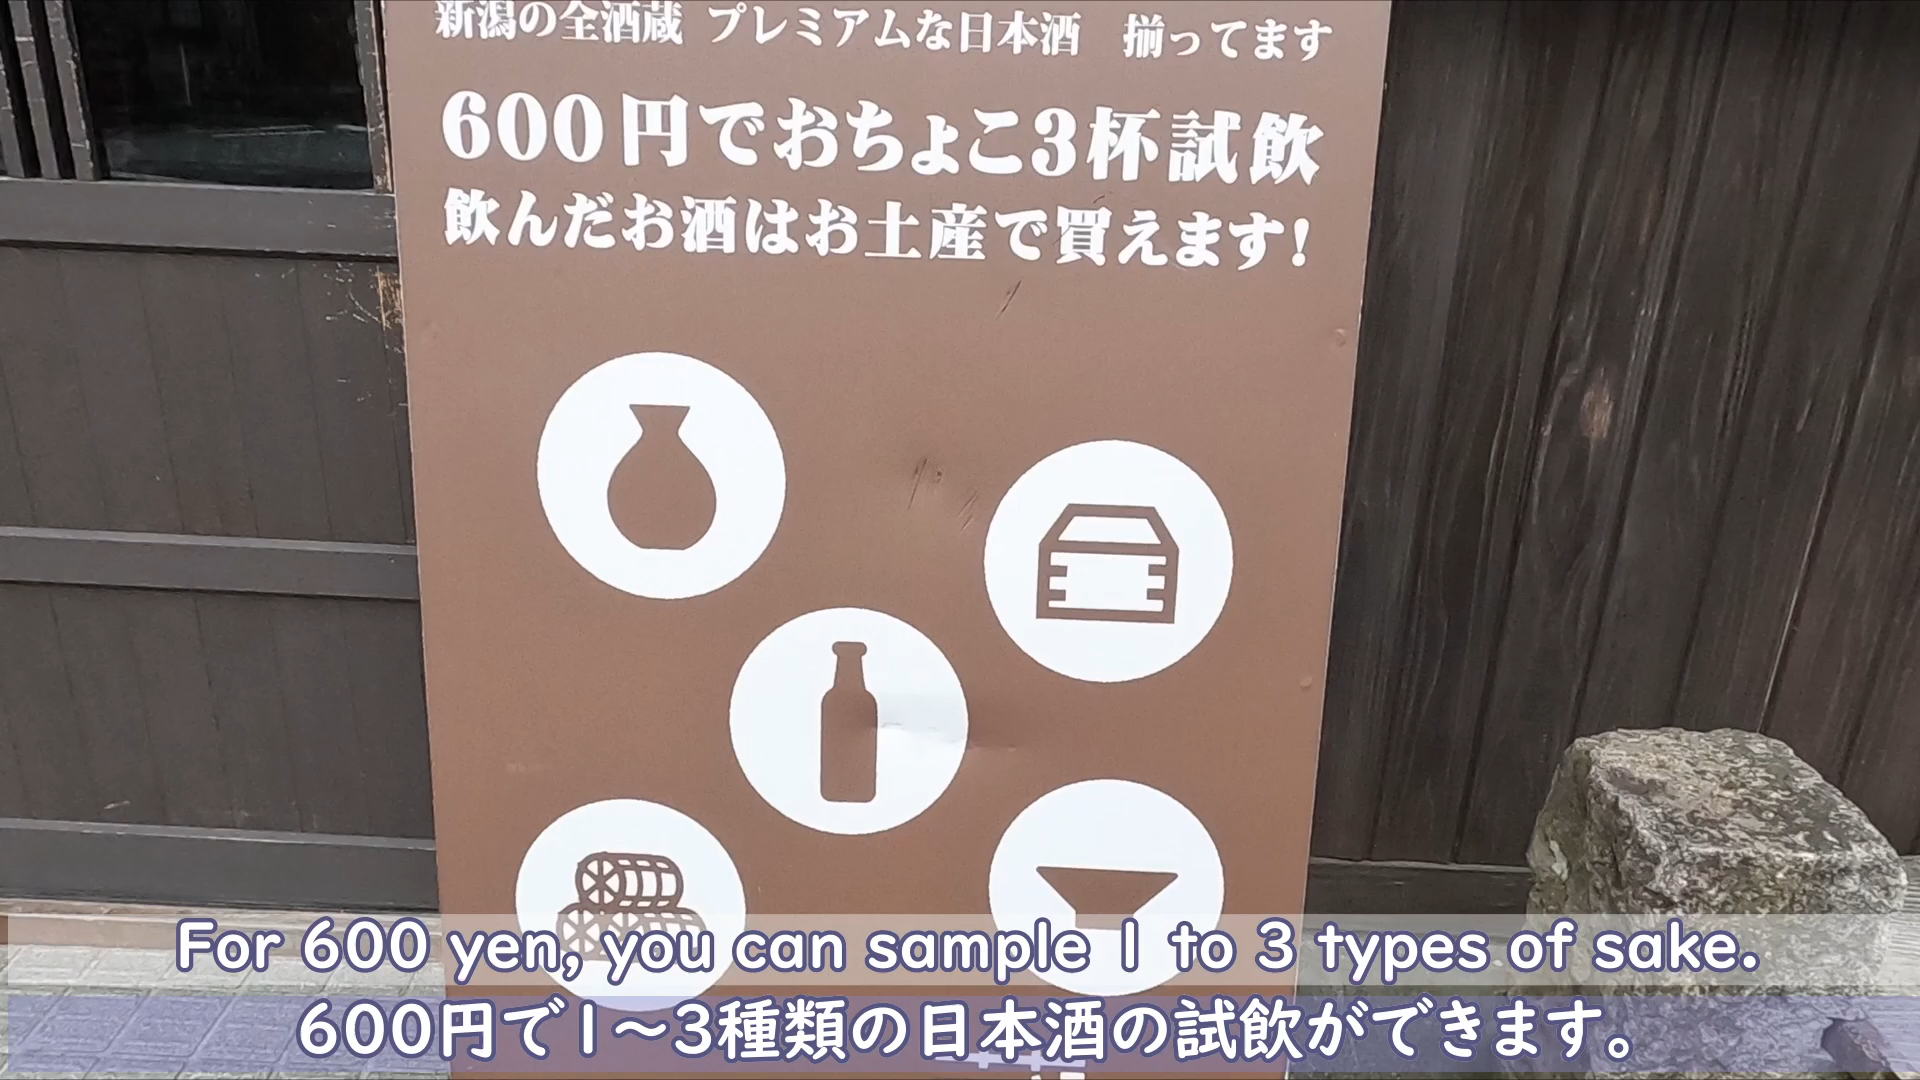 新潟の全酒蔵 プレミアムな日本酒 揃ってます
600円でおちょこ3杯試飲
飲んだお酒はお土産で買えます!
For 600 yen, you can sample 1 to 3 types of sake.
600円で1～3種類の日本酒の試飲ができます。